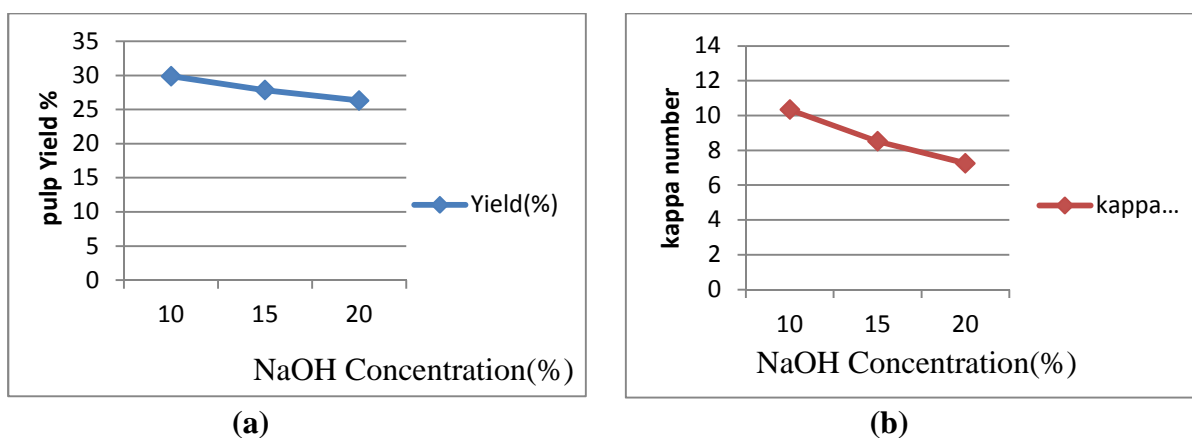 35
30
25
20
15
10
5
0
pulp Yield %
10 15 20
NaOH Concentration(%)
Yield(%)
(a)
14
12
10
8
6
4
2
0
kappa number
10 15 20
NaOH Concentration(%)
kappa...
(b)